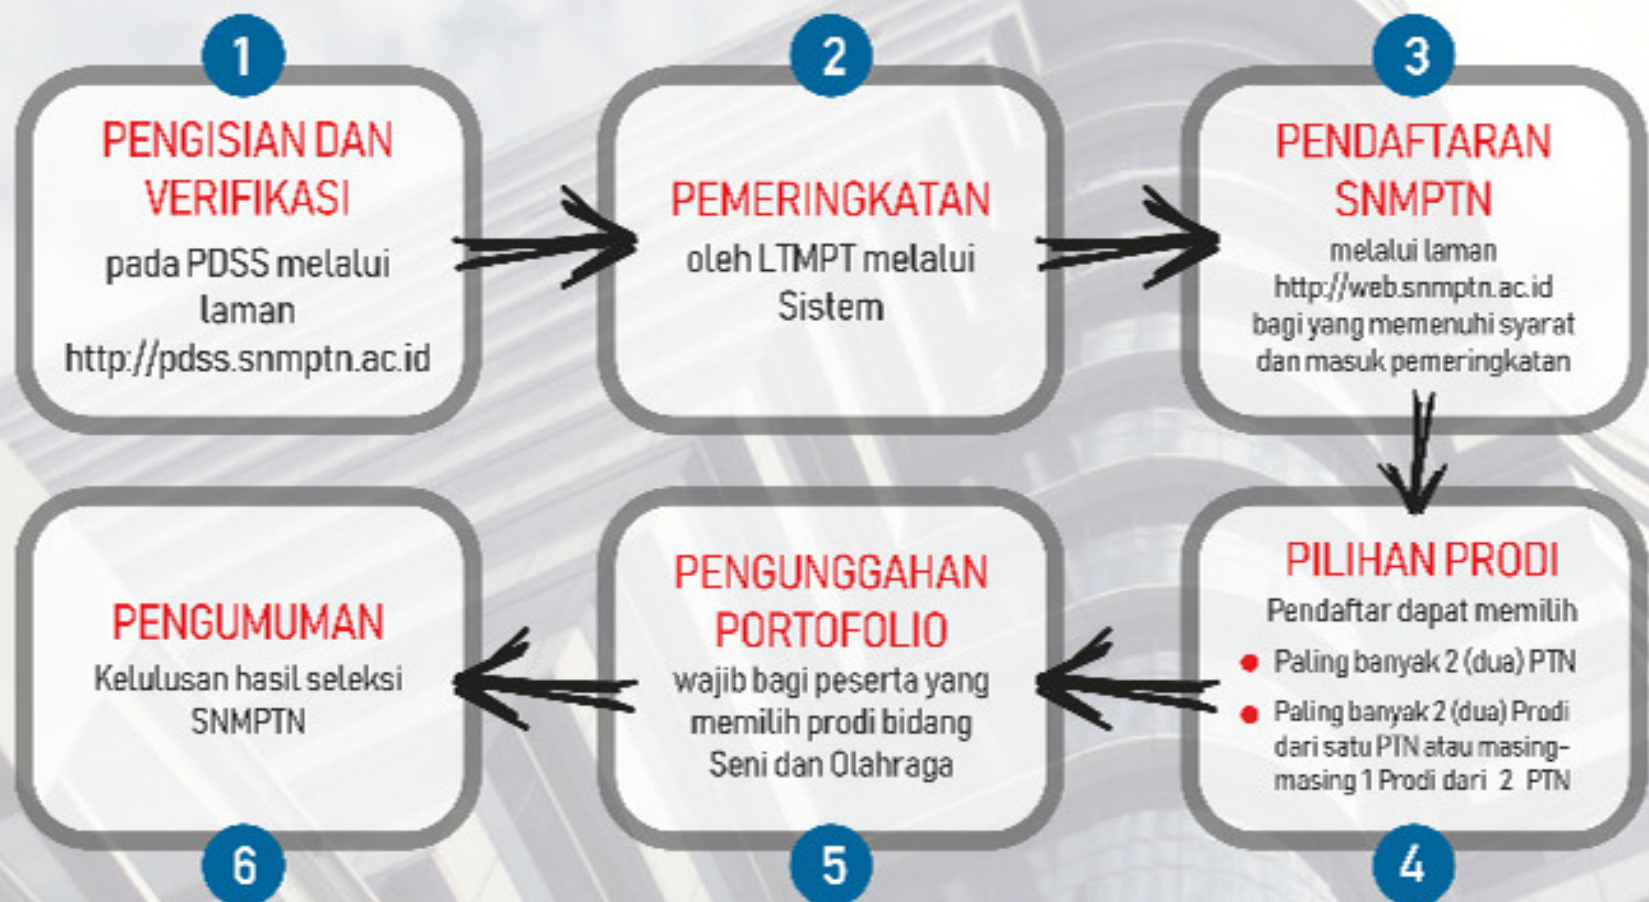 1
PENGISIAN DAN
VERIFIKASI
pada PDSS melalui
laman
http://pdss.snmptn.ac.id
2
PEMERINGKATAN
oleh LTMPT melalui
Sistem
3
PENDAFTARAN
SNMPTN
melalui laman
http://web.snmptn.ac.id
bagi yang memenuhi syarat
dan masuk pemeringkatan
PILIHAN PRODI
Pendaftar dapat memilih
Paling banyak 2 (dua) PTN
Paling banyak 2 (dua) Prodi
dari satu PTN atau masing-
masing 1 Prodi dari 2 PTN
4
PENGUNGGAHAN
PORTOFOLIO
wajib bagi peserta yang
memilih prodi bidang
Seni dan Olahraga
5
PENGUMUMAN
Kelulusan hasil seleksi
SNMPTN
6